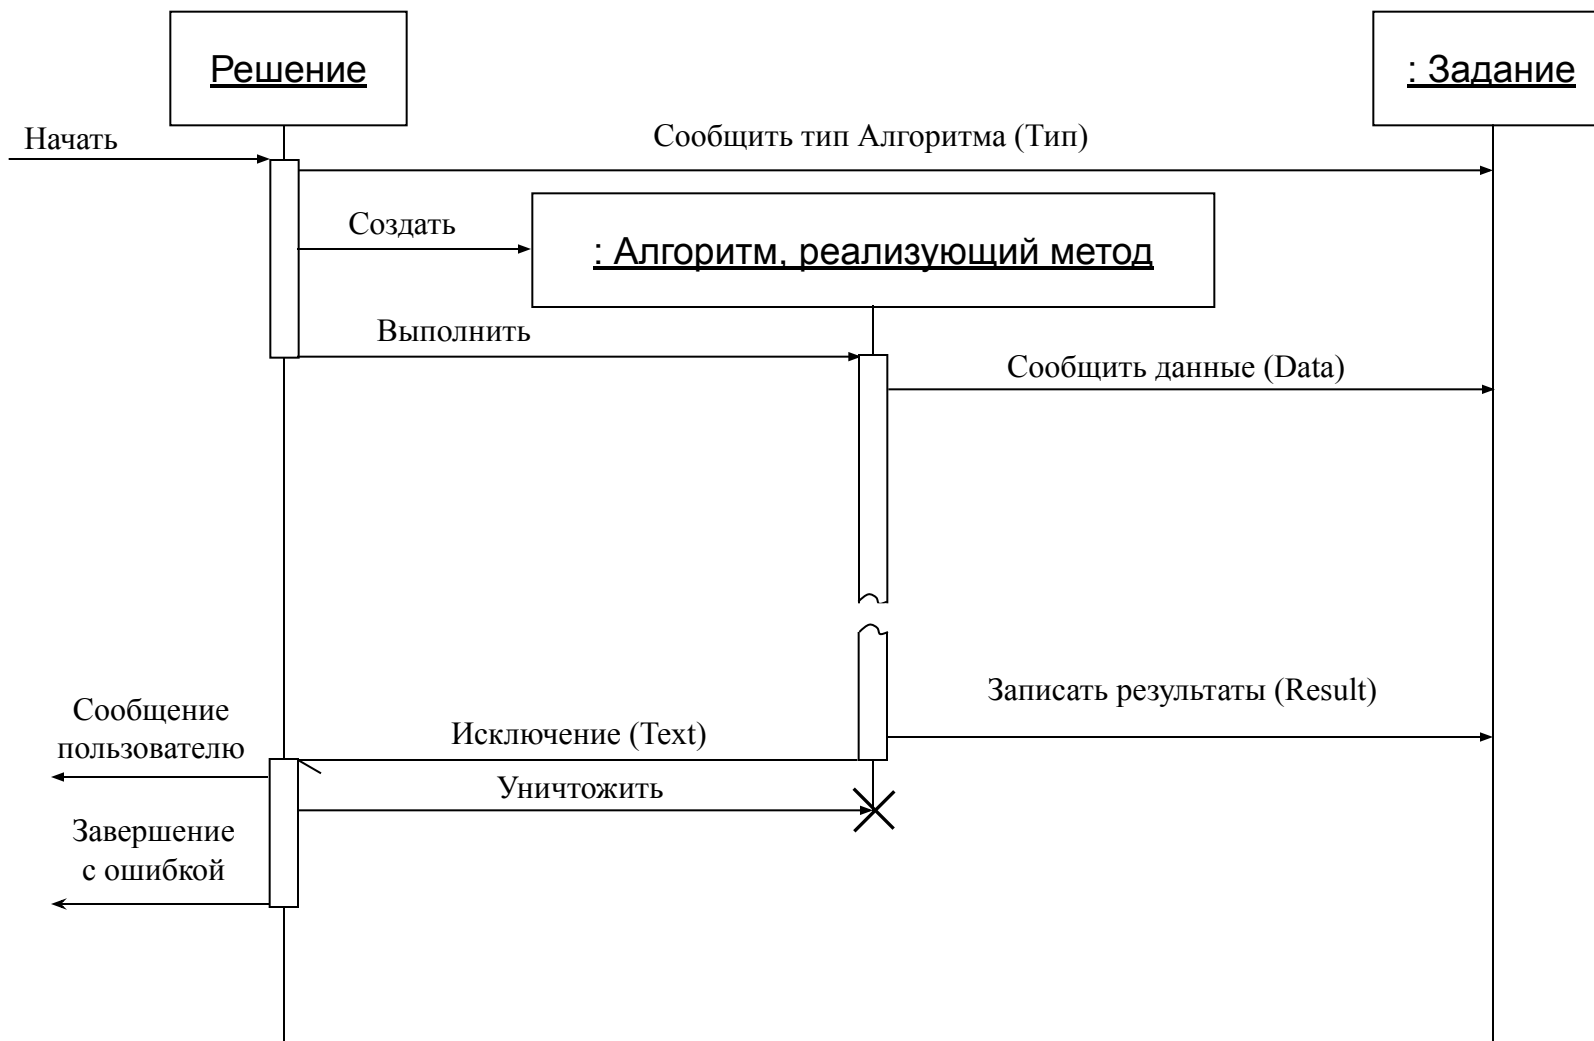 Решение
: Задание
Начать
Сообщить тип Алгоритма (Тип)
Создать
: Алгоритм, реализующий метод
Выполнить
Сообщить данные (Data)
Записать результаты (Result)
Сообщение
пользователю
Исключение (Text)
Уничтожить
Завершение
с ошибкой